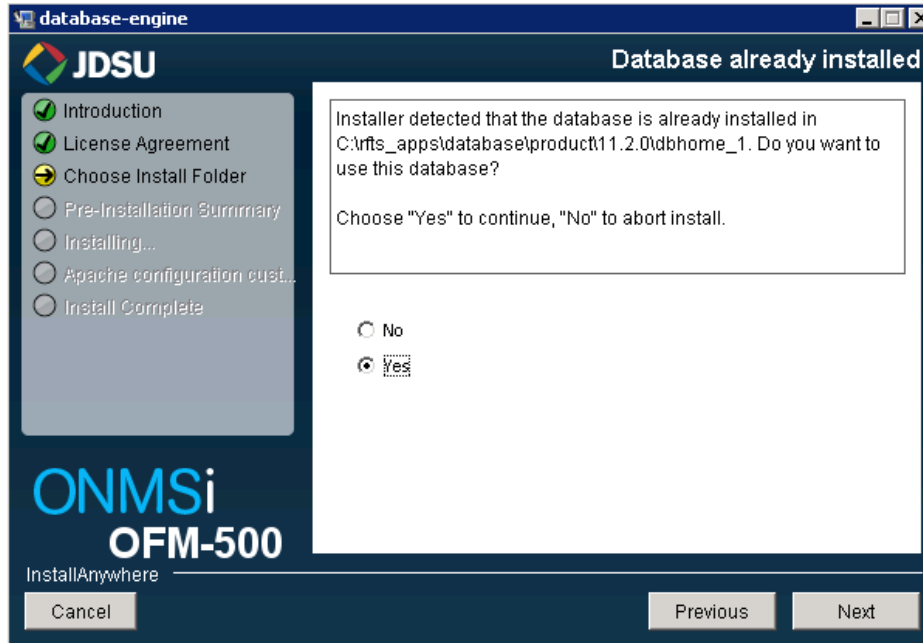 database-engine
JDSU
Database already installed
Introduction
License Agreement
Choose Install Folder
Pre-Installation Summary
Installing...
Apache configuration cust...
Install Complete
Installer detected that the database is already installed in
C:\rfts_apps\database\product\11.2.0\dbhome_1. Do you want to
use this database?
Choose "Yes" to continue, "No" to abort install.
No
Yes
ONMSi
OFM-500
InstallAnywhere
Cancel
Previous
Next